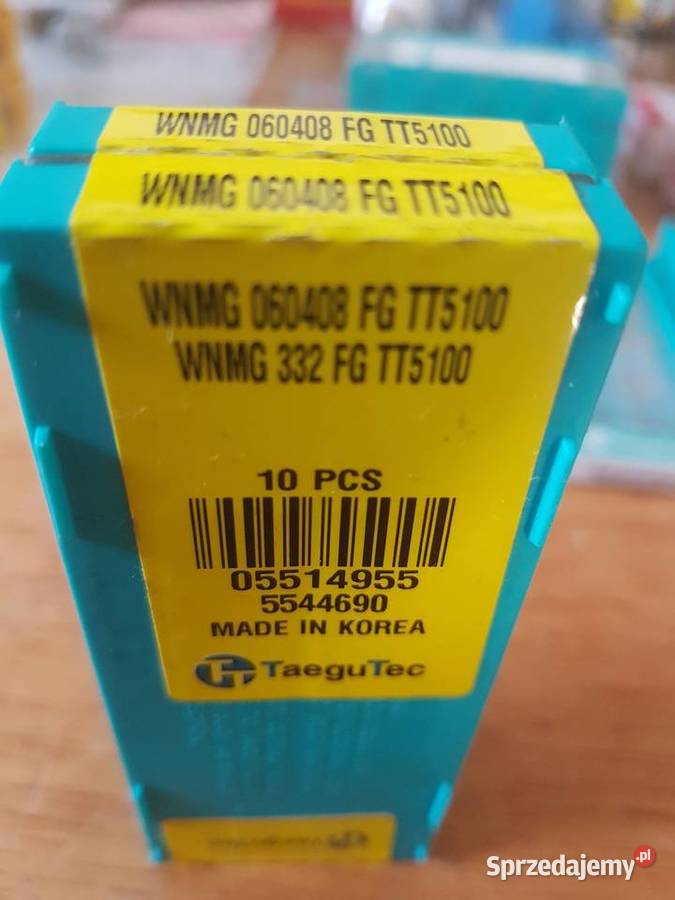 WNMG 060408 FG TT5100
WNMG 060408 FG TT5100
WNMG 060408 FG TT5100
WNMG 332 FG TT5100
10 PCS
05514955
5544690
MADE IN KOREA
TaeguTec
Sprzedajemy.pl